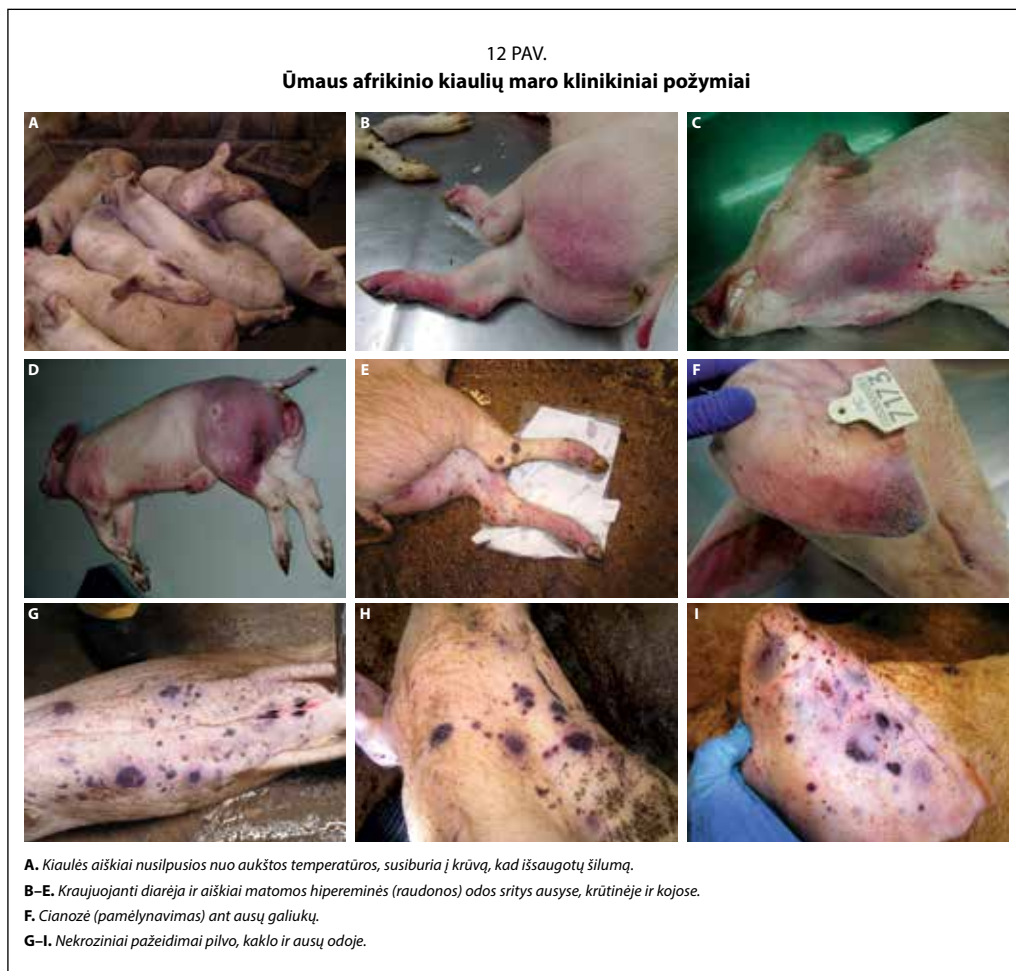 12 PAV.
Ūmaus afrikinio kiaulių maro klinikiniai požymiai
A
B
C
D
E
F
7173
G
H
I
A. Kiaulės aiškiai nusilpusios nuo aukštos temperatūros, susiburia į krūvą, kad išsaugotų šilumą.
B–E. Kraujuojanti diarėja ir aiškiai matomos hipereminės (raudonos) odos sritys ausyse, krūtinėje ir kojose.
F. Cianozė (pamėlynavimas) ant ausų galiukų.
G–I. Nekroziniai pažeidimai pilvo, kaklo ir ausų odoje.